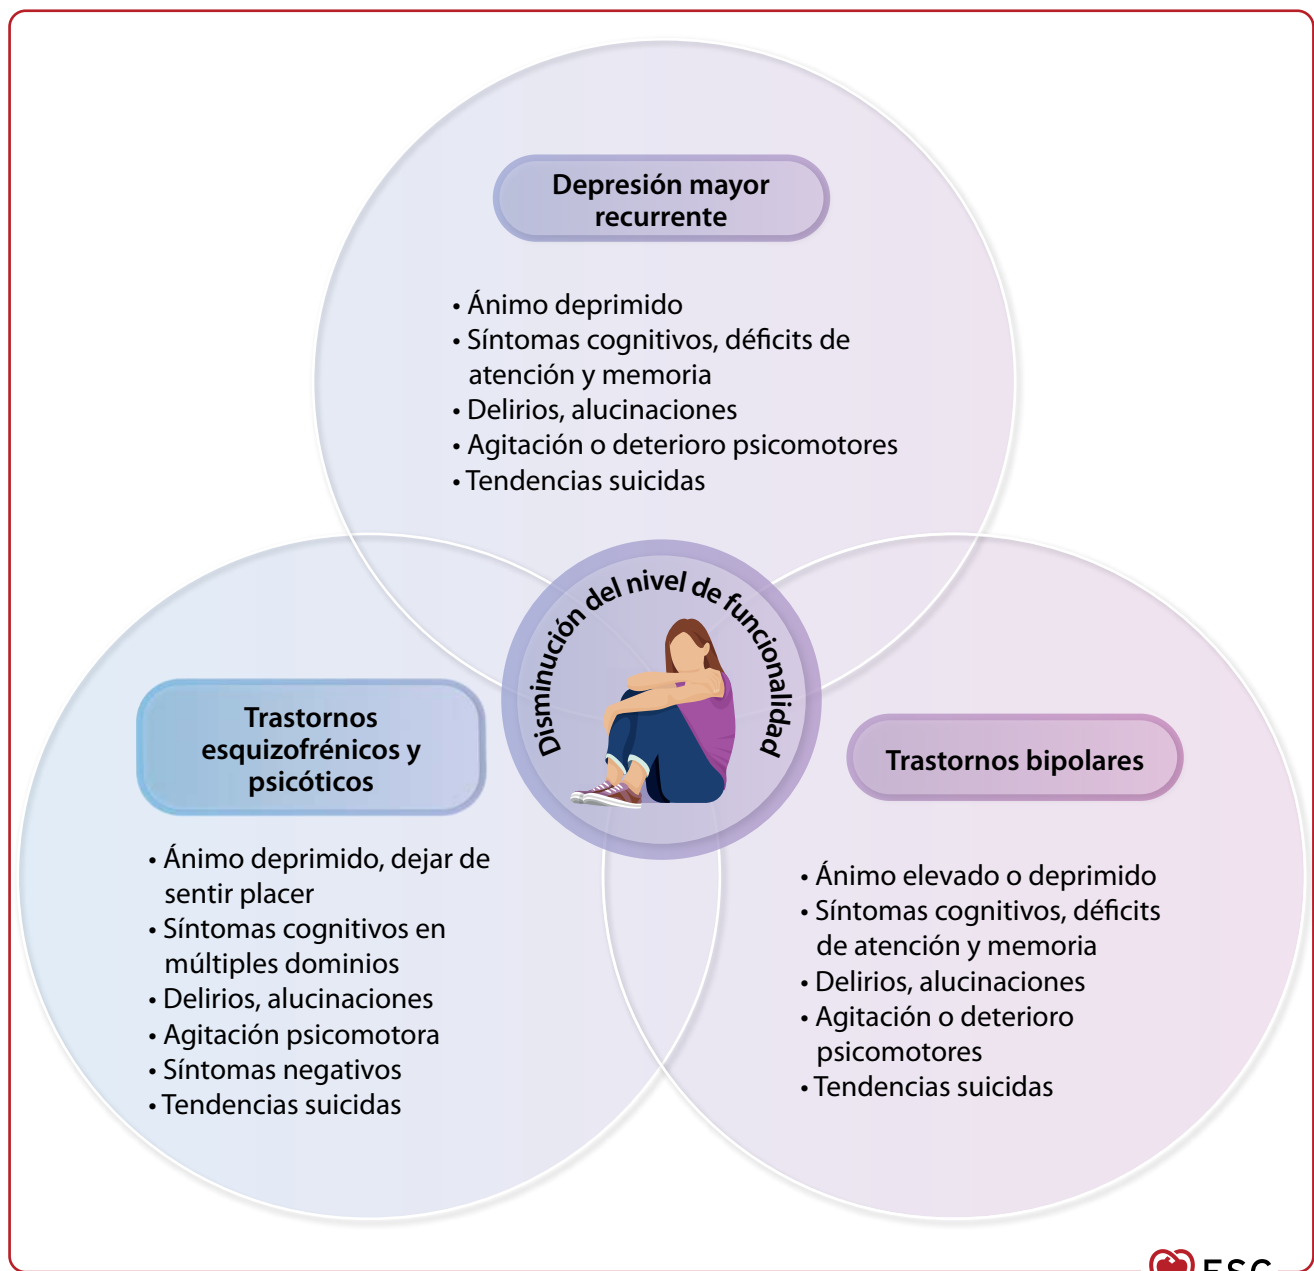 Depresión mayor
recurrente
• Ánimo deprimido
• Síntomas cognitivos, déficits de
atención y memoria
• Delirios, alucinaciones
• Agitación o deterioro psicomotores
• Tendencias suicidas
Disminución del nivel de funcionalidad
Trastornos
esquizofrénicos y
psicóticos
• Ánimo deprimido, dejar de
sentir placer
• Síntomas cognitivos en
múltiples dominios
• Delirios, alucinaciones
• Agitación psicomotora
• Síntomas negativos
• Tendencias suicidas
Trastornos bipolares
• Ánimo elevado o deprimido
• Síntomas cognitivos, déficits
de atención y memoria
• Delirios, alucinaciones
• Agitación o deterioro
psicomotores
• Tendencias suicidas
ESC